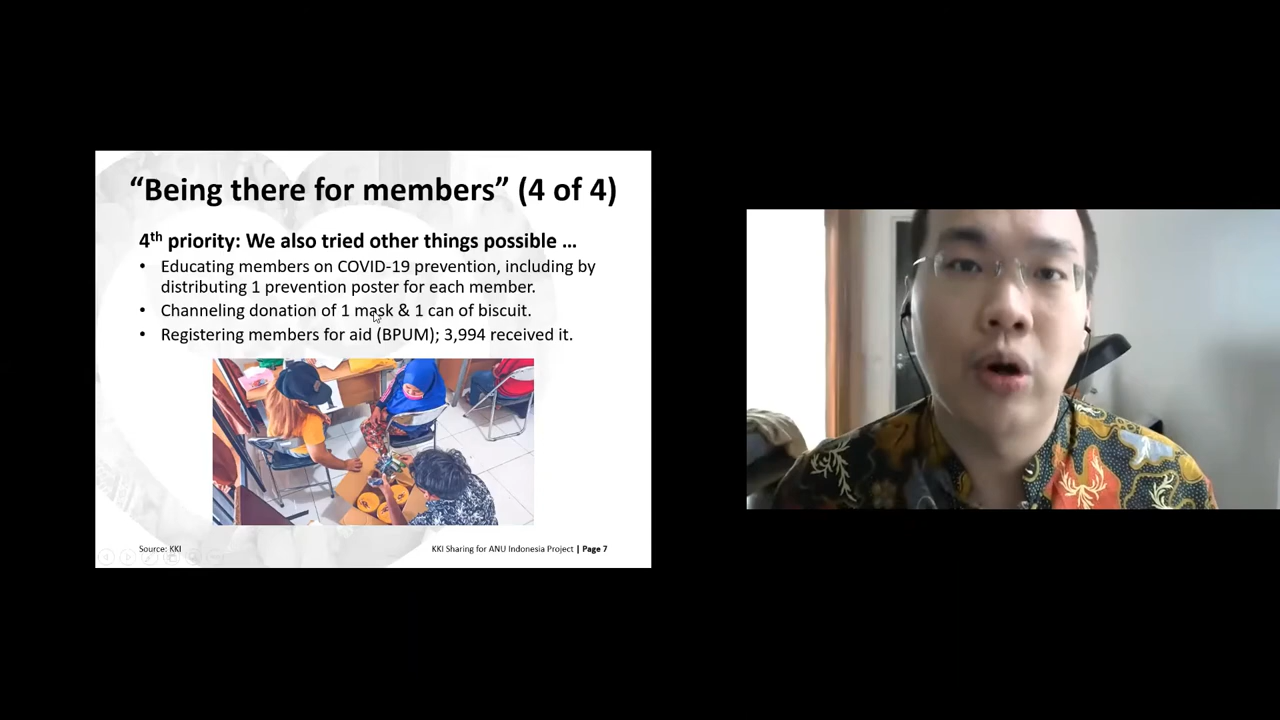 “Being there for members” (4 of 4)
4th priority: We also tried other things possible ...
• Educating members on COVID-19 prevention, including by
distributing 1 prevention poster for each member.
• Channeling donation of 1 mask & 1 can of biscuit.
• Registering members for aid (BPUM); 3,994 received it.
Source: KKI
KKI Sharing for ANU Indonesia Project | Page 7